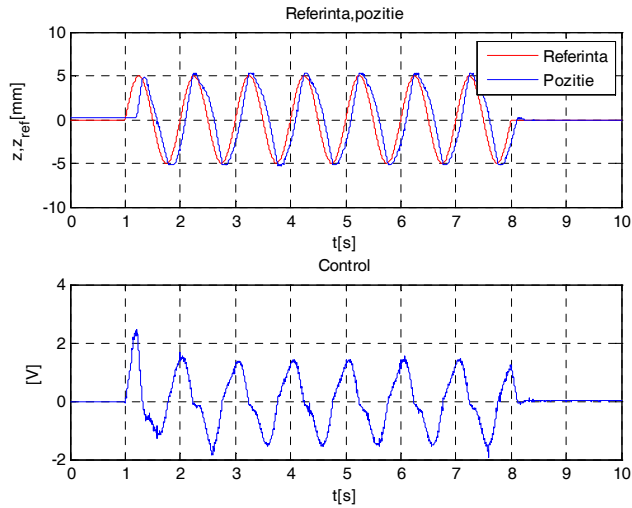 Referinta,pozitie
z,z_ref[mm]
10
5
0
-5
-10
Referinta
Pozitie
0 1 2 3 4 5 6 7 8 9 10
t[s]
Control
[V]
4
2
0
-2
0 1 2 3 4 5 6 7 8 9 10
t[s]